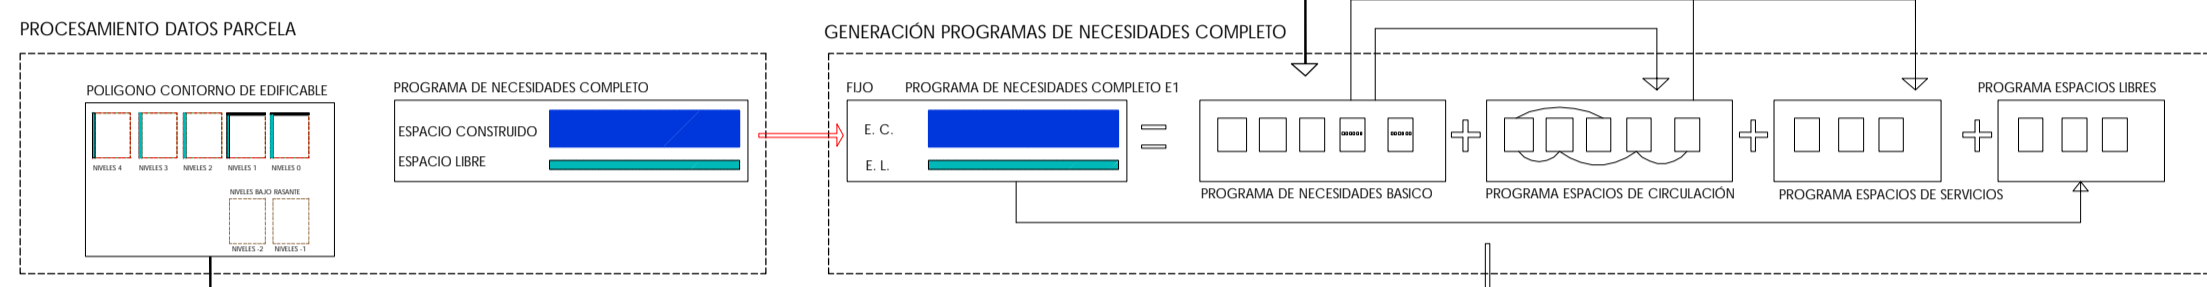 PROCESAMIENTO DATOS PARCELA
POLIGONO CONTORNO DE EDIFICABLE
NIVELES 4 NIVELES 3 NIVELES 2 NIVELES 1 NIVELES 0
NIVELES BAJO RASANTE
NIVELES -2 NIVELES -1
PROGRAMA DE NECESIDADES COMPLETO
ESPACIO CONSTRUIDO
ESPACIO LIBRE
GENERACIÓN PROGRAMAS DE NECESIDADES COMPLETO
FIJO PROGRAMA DE NECESIDADES COMPLETO E1
E. C.
E. L.
PROGRAMA DE NECESIDADES BASICO
PROGRAMA ESPACIOS DE CIRCULACIÓN
PROGRAMA ESPACIOS DE SERVICIOS
PROGRAMA ESPACIOS LIBRES